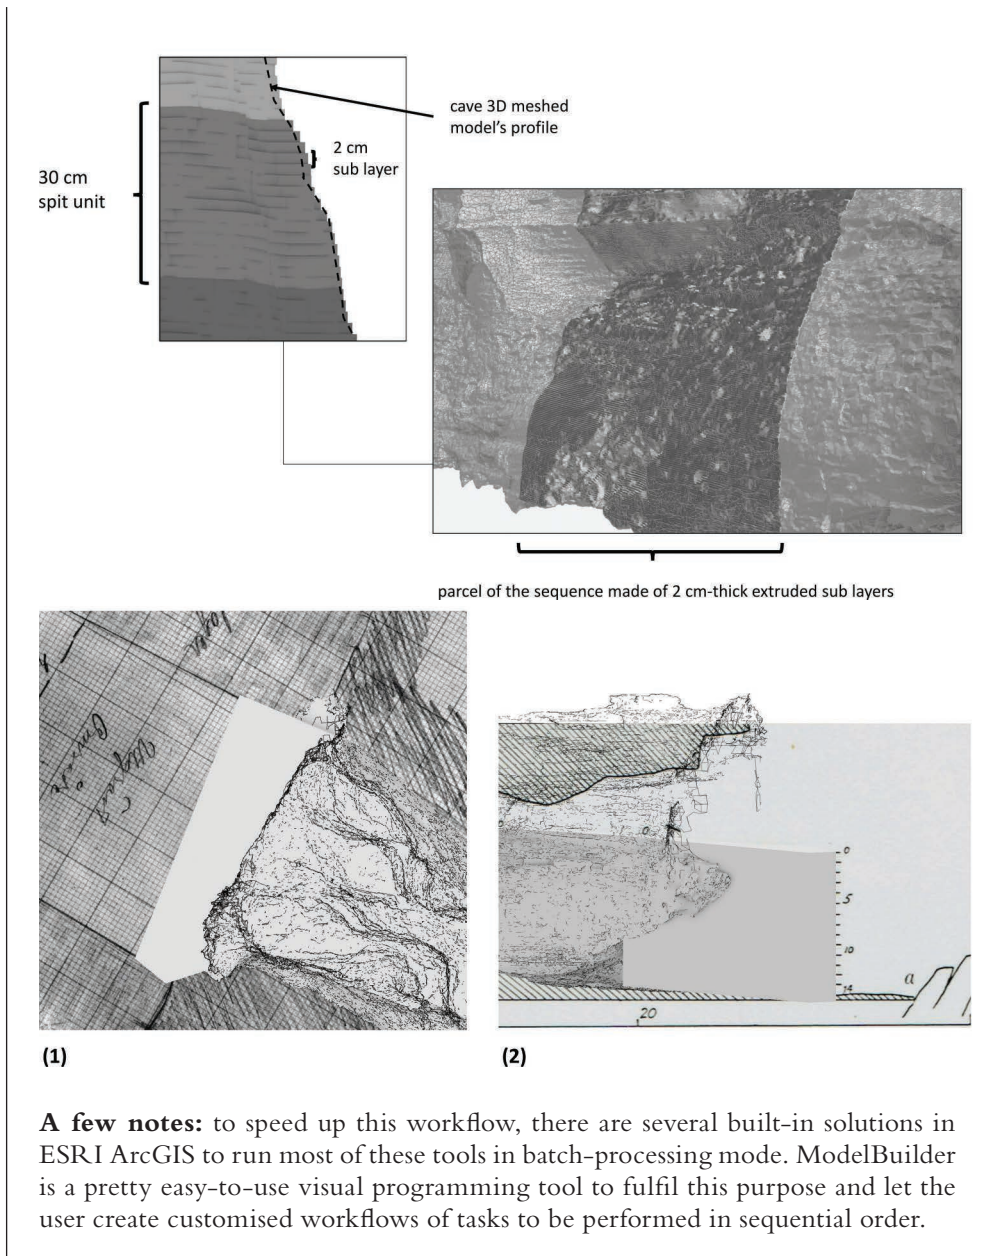 cave 3D meshed
model's profile
2 cm
sub layer
30 cm
spit unit
parcel of the sequence made of 2 cm-thick extruded sub layers
0
0
5
10
14
a
20
(1)
(2)
A few notes: to speed up this workflow, there are several built-in solutions in
ESRI ArcGIS to run most of these tools in batch-processing mode. ModelBuilder
is a pretty easy-to-use visual programming tool to fulfil this purpose and let the
user create customised workflows of tasks to be performed in sequential order.